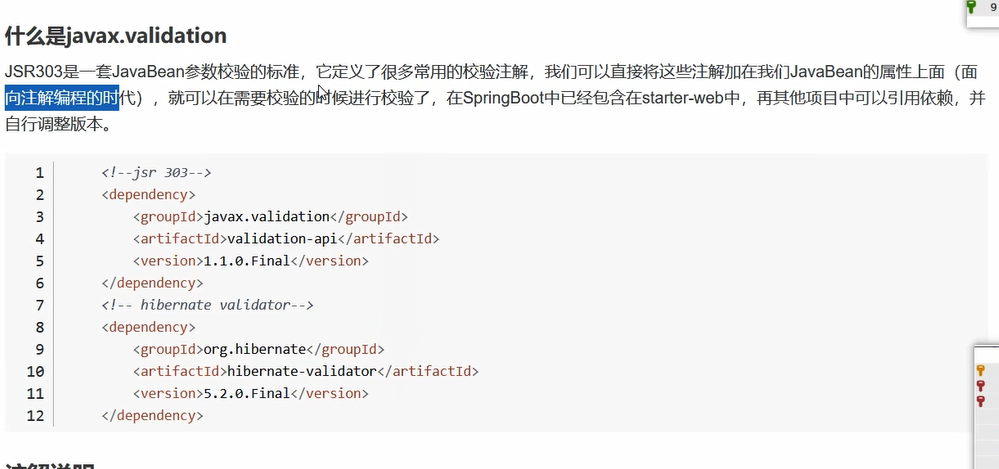 9
什么是javax.validation
JSR303是一套JavaBean参数校验的标准，它定义了很多常用的校验注解，我们可以直接将这些注解加在我们JavaBean的属性上面（面
向注解编程的时代），就可以在需要校验的时候进行校验了，在SpringBoot中已经包含在starter-web中，再其他项目中可以引用依赖，并
自行调整版本。
1 <!--jsr 303-->
2 <dependency>
3 <groupId>javax.validation</groupId>
4 <artifactId>validation-api</artifactId>
5 <version>1.1.0.Final</version>
6 </dependency>
7 <!-- hibernate validator-->
8 <dependency>
9 <groupId>org.hibernate</groupId>
10 <artifactId>hibernate-validator</artifactId>
11 <version>5.2.0.Final</version>
12 </dependency>